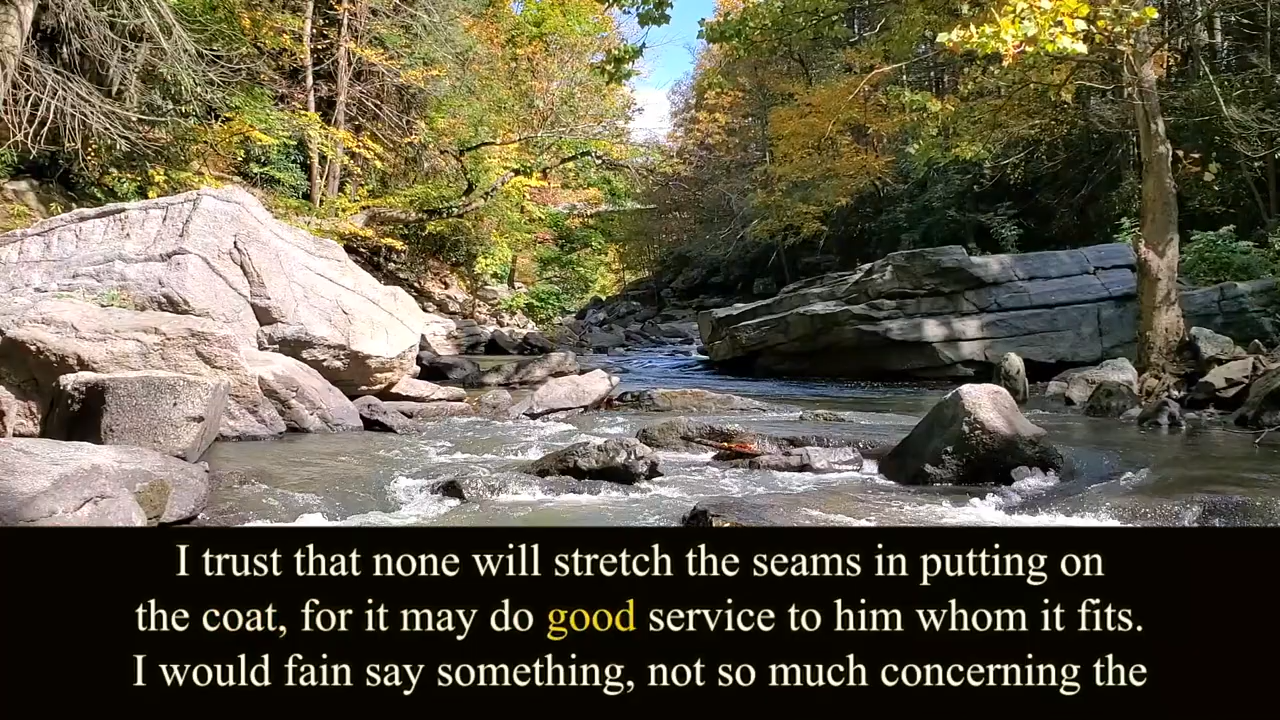 I trust that none will stretch the seams in putting on
the coat, for it may do good service to him whom it fits.
I would fain say something, not so much concerning the